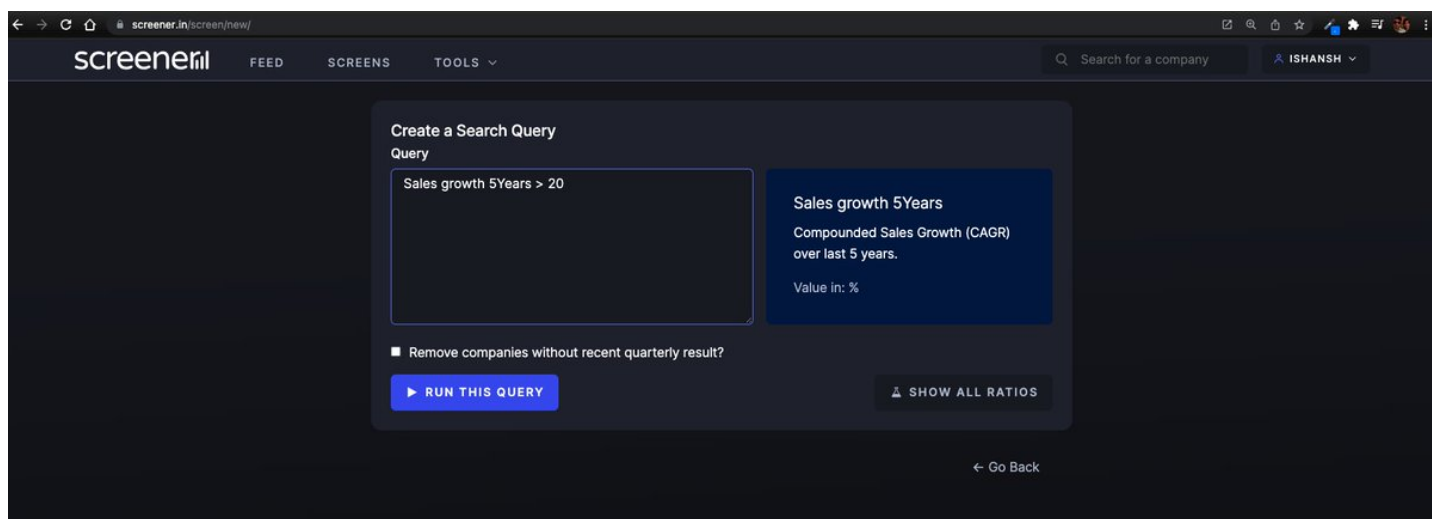 screener.in/screen/new/
screener
FEED
SCREENS
TOOLS
Search for a company
ISHANSH
Create a Search Query
Query
Sales growth 5Years > 20
Sales growth 5Years
Compounded Sales Growth (CAGR)
over last 5 years.
Value in: %
Remove companies without recent quarterly result?
RUN THIS QUERY
SHOW ALL RATIOS
← Go Back